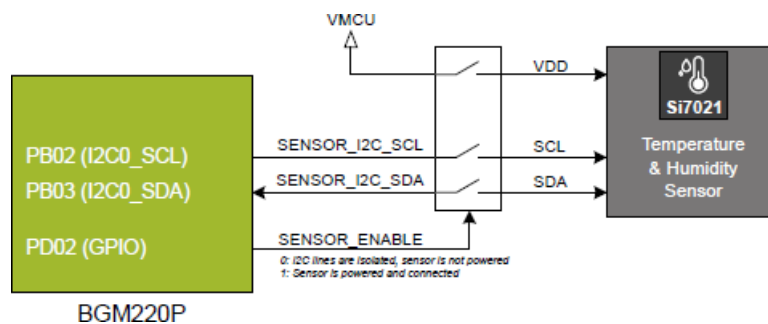 VMCU
VDD
Si7021
PB02 (I2C0_SCL)
SENSOR_I2C_SCL
SCL
Temperature
& Humidity
Sensor
PB03 (I2C0_SDA)
SENSOR_I2C_SDA
SDA
PD02 (GPIO)
SENSOR_ENABLE
0: I2C lines are isolated, sensor is not powered
1: Sensor is powered and connected
BGM220P